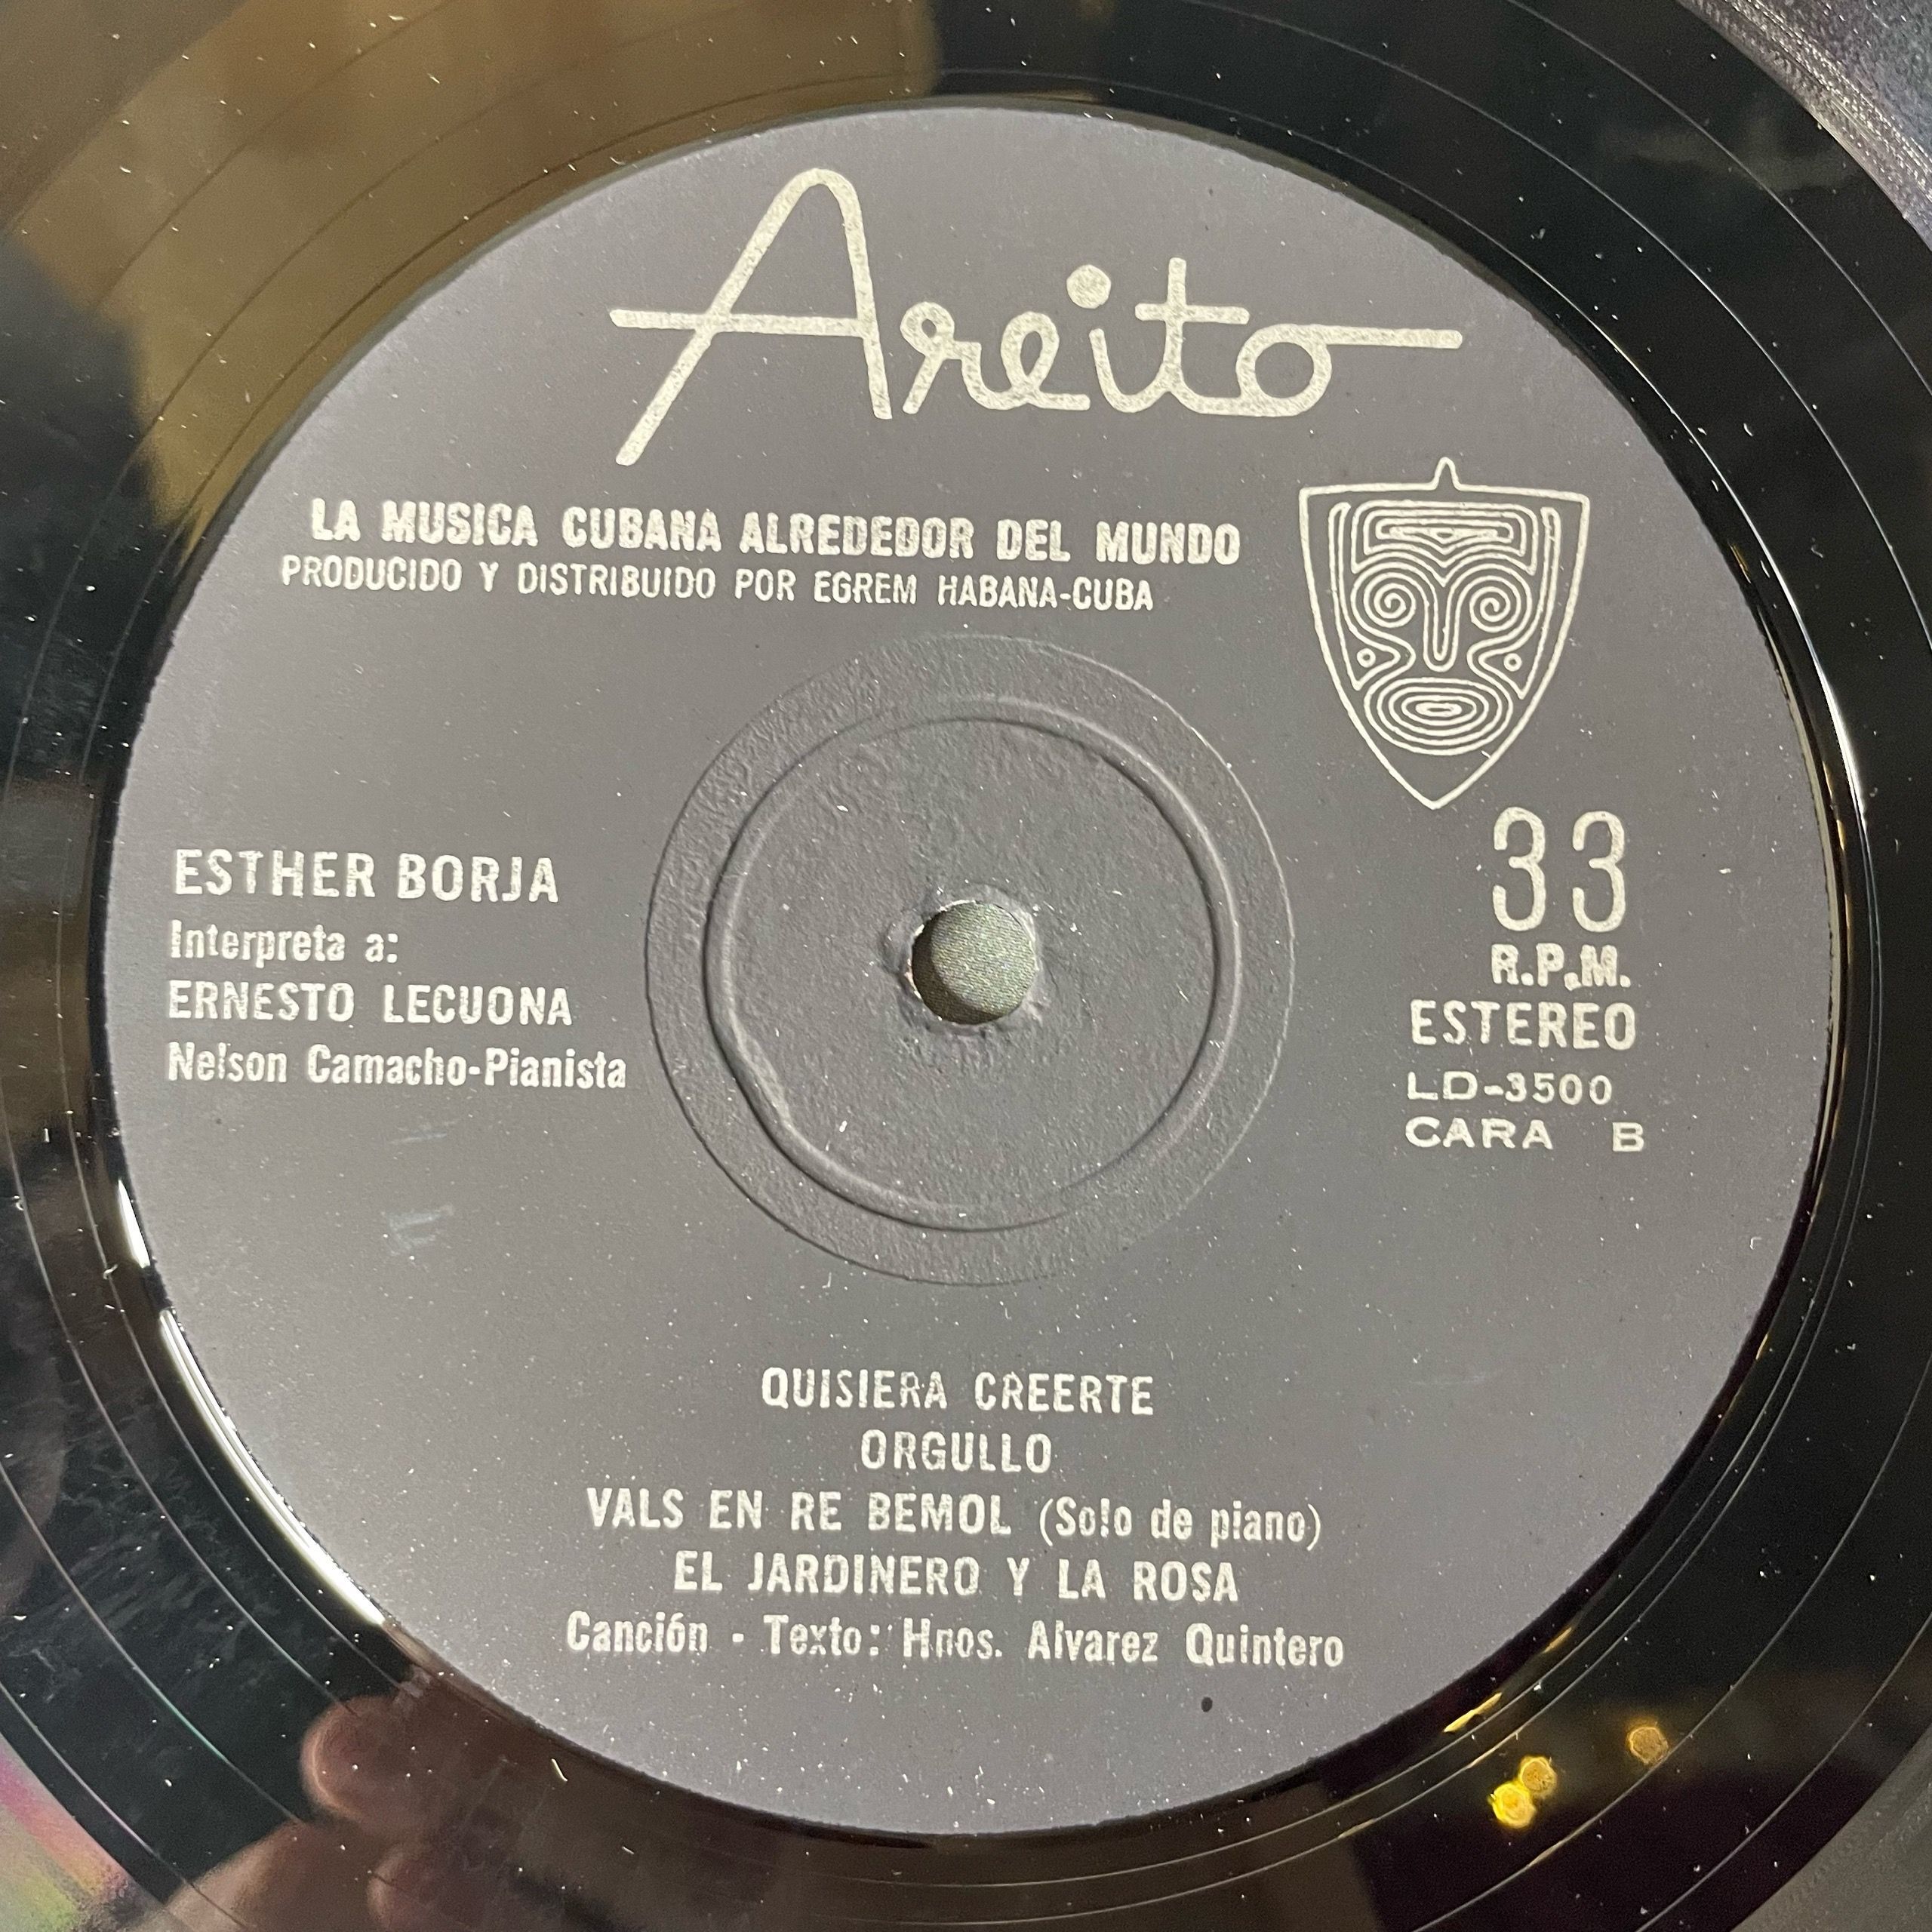 Areito
LA MUSICA CUBANA ALREDEDOR DEL MUNDO
PRODUCIDO Y DISTRIBUIDO POR EGREM HABANA-CUBA
ESTHER BORJA
Interpreta a:
ERNESTO LECUONA
Nelson Camacho-Pianista
33
R.P.M.
ESTEREO
LD-3500
CARA B
QUISIERA CREERTE
ORGULLO
VALS EN RE BEMOL (Solo de piano)
EL JARDINERO Y LA ROSA
Canción - Texto: Hnos. Alvarez Quintero